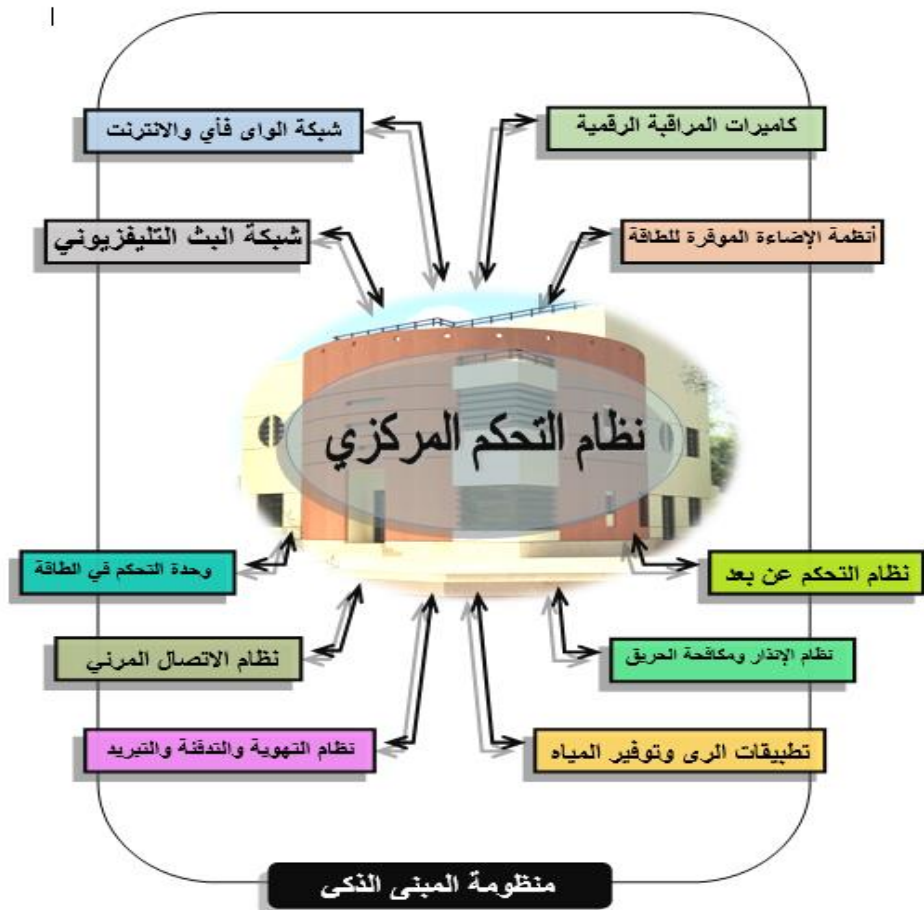 كاميرات المراقبة الرقمية
شبكة الواى فأي والانترنت
أنظمة الإضاءة الموفرة للطاقة
شبكة البث التليفزيوني
نظام التحكم المركزي
نظام التحكم عن بعد
وحدة التحكم في الطاقة
نظام الإنذار ومكافحة الحريق
نظام الاتصال المرئي
تطبيقات الرى وتوفير المياه
نظام التهوية والتدفئة والتبريد
منظومة المبنى الذكى